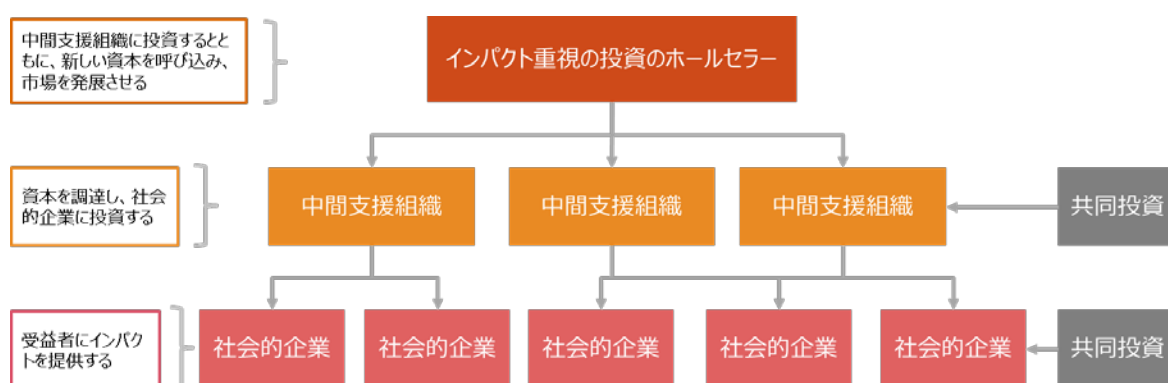 中間支援組織に投資するとと
もに、新しい資本を呼び込み、
市場を発展させる
インパクト重視の投資のホールセラー
資本を調達し、社会
的企業に投資する
中間支援組織
中間支援組織
中間支援組織
共同投資
受益者にインパク
トを提供する
社会的企業
社会的企業
社会的企業
社会的企業
社会的企業
共同投資